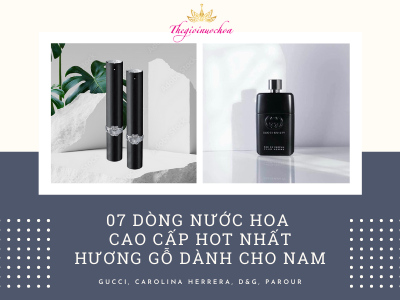 Thegioinuochoa
07 DÒNG NƯỚC HOA
CAO CẤP HOT NHẤT
HƯƠNG GỖ DÀNH CHO NAM
GUCCI, CAROLINA HERRERA, D&G, PAROUR